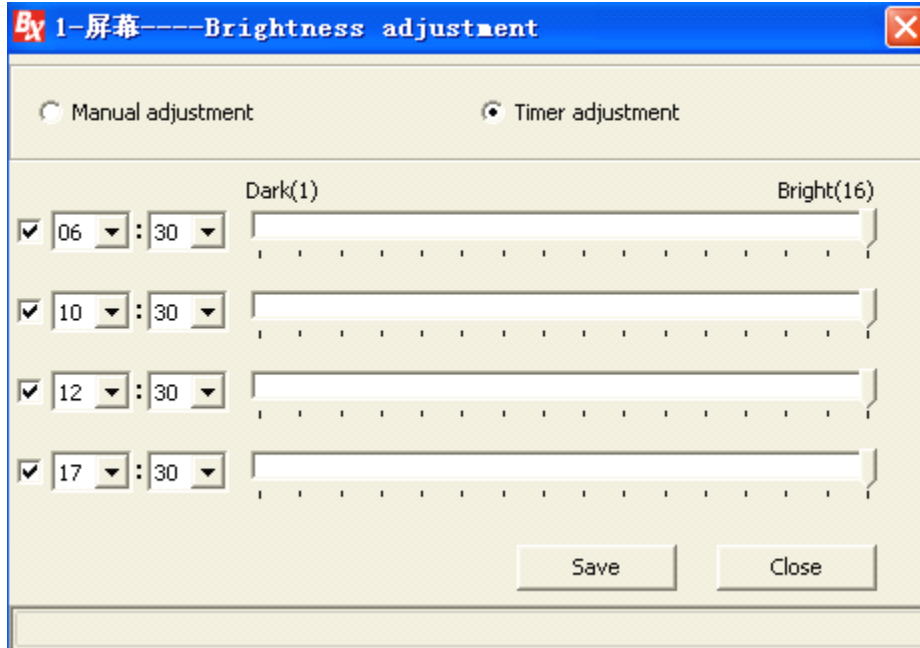 BX 1-屏幕----Brightness adjustment
Manual adjustment Timer adjustment
Dark(1) Bright(16)
06 : 30
10 : 30
12 : 30
17 : 30
Save Close